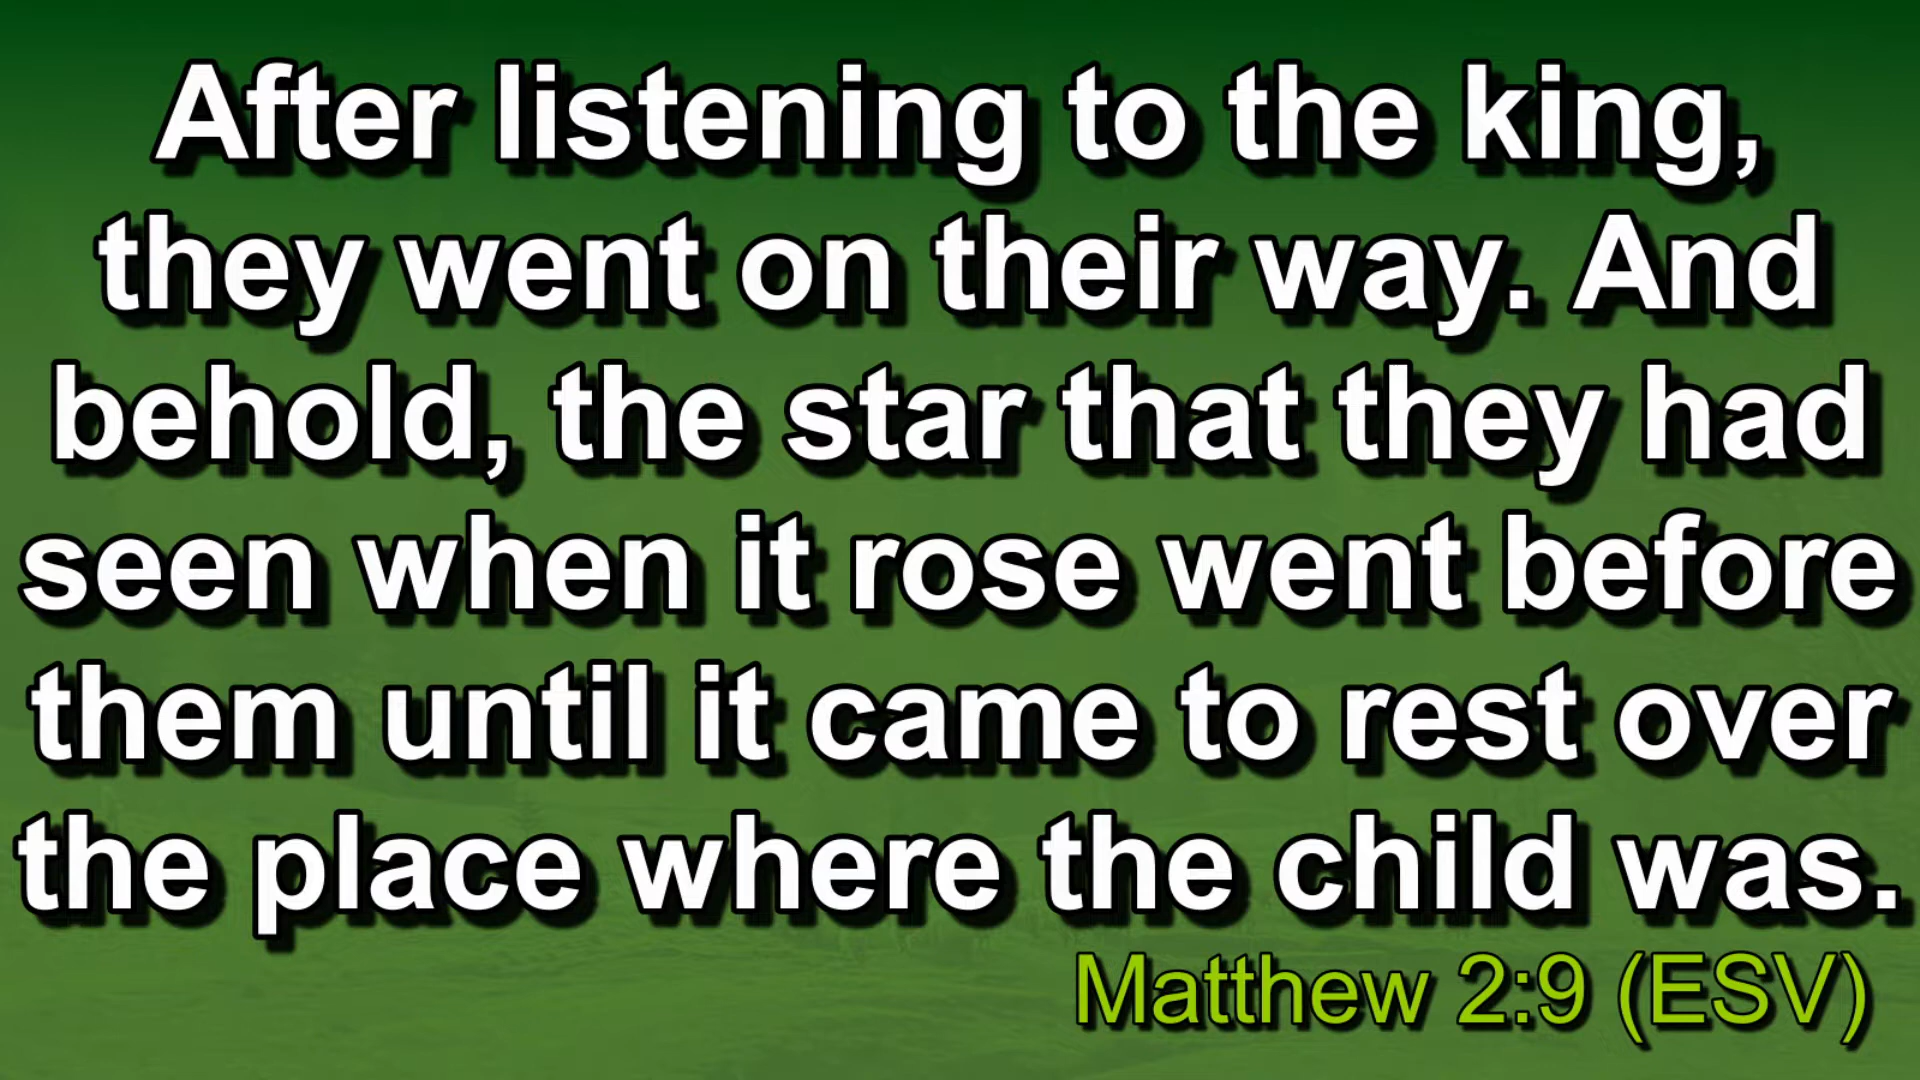 After listening to the king,
they went on their way. And
behold, the star that they had
seen when it rose went before
them until it came to rest over
the place where the child was.
Matthew 2:9 (ESV)